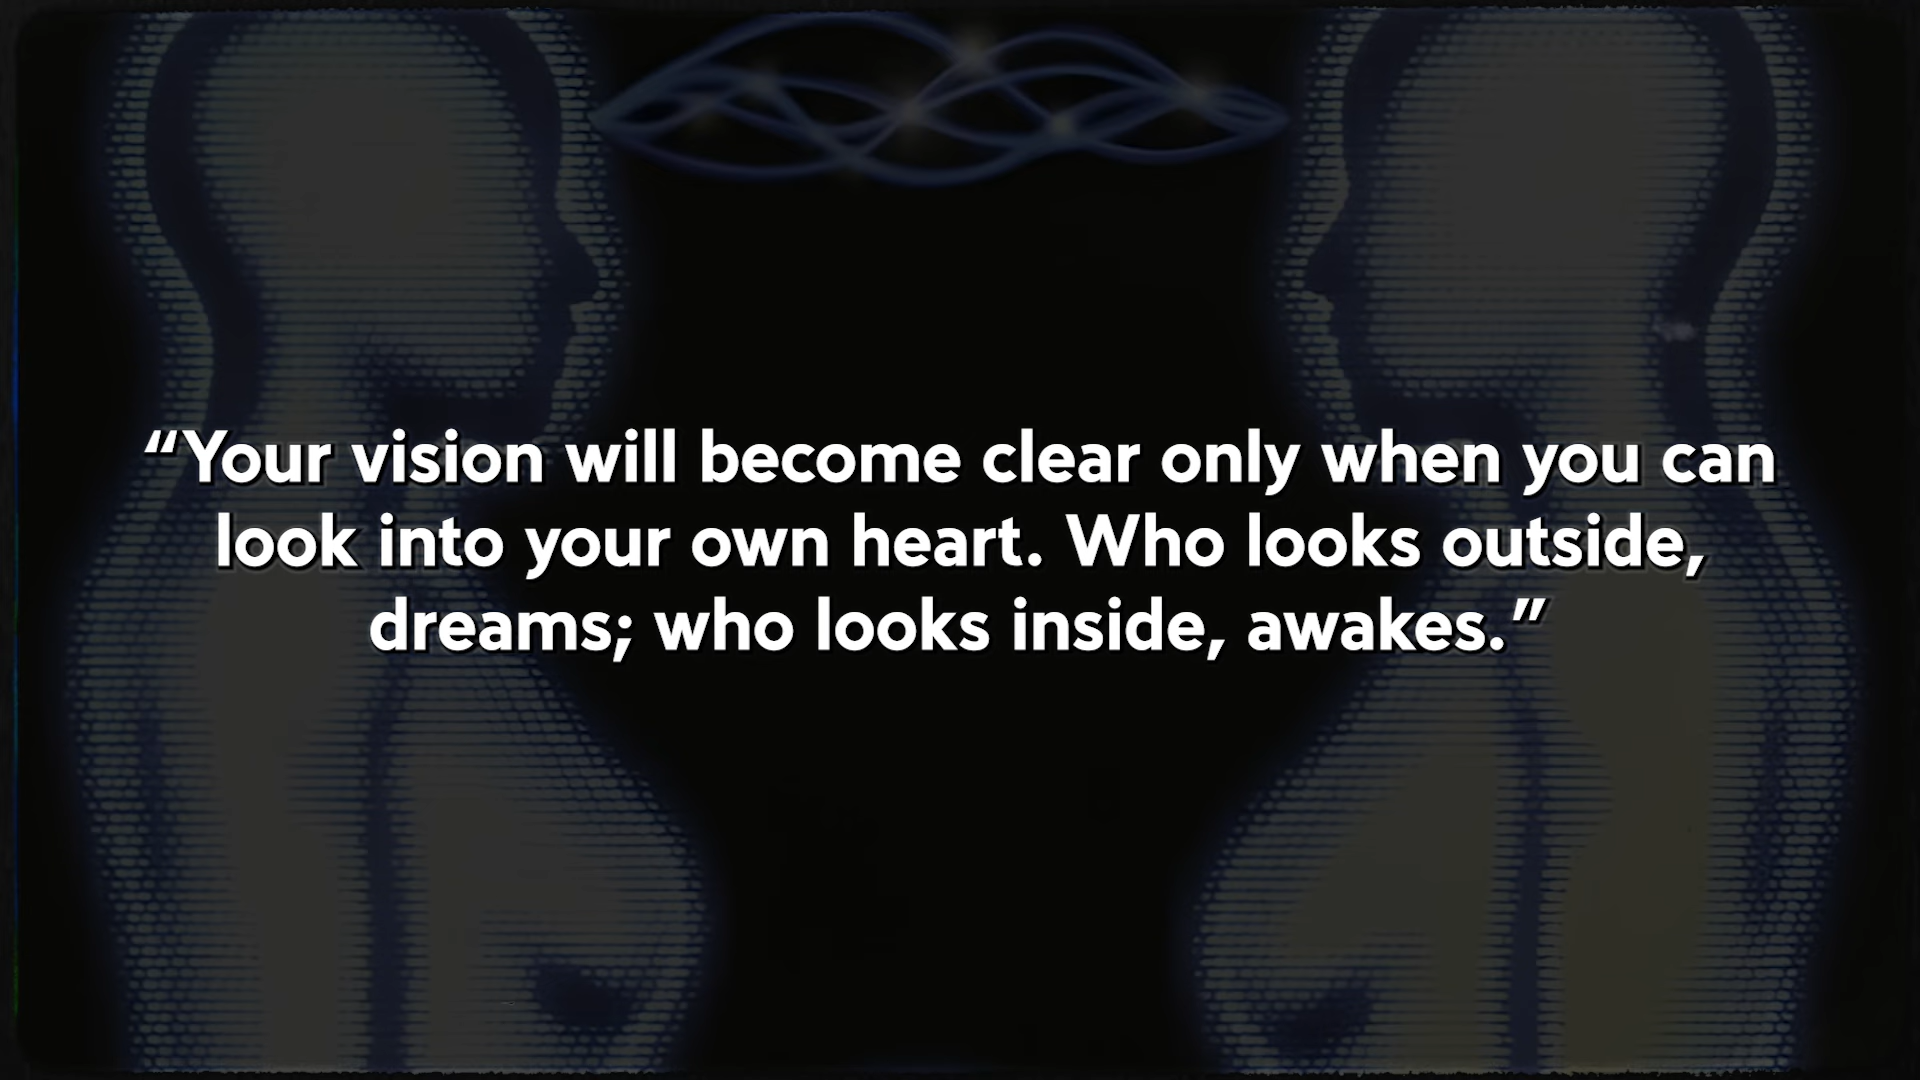 “Your vision will become clear only when you can
look into your own heart. Who looks outside,
dreams; who looks inside, awakes.”